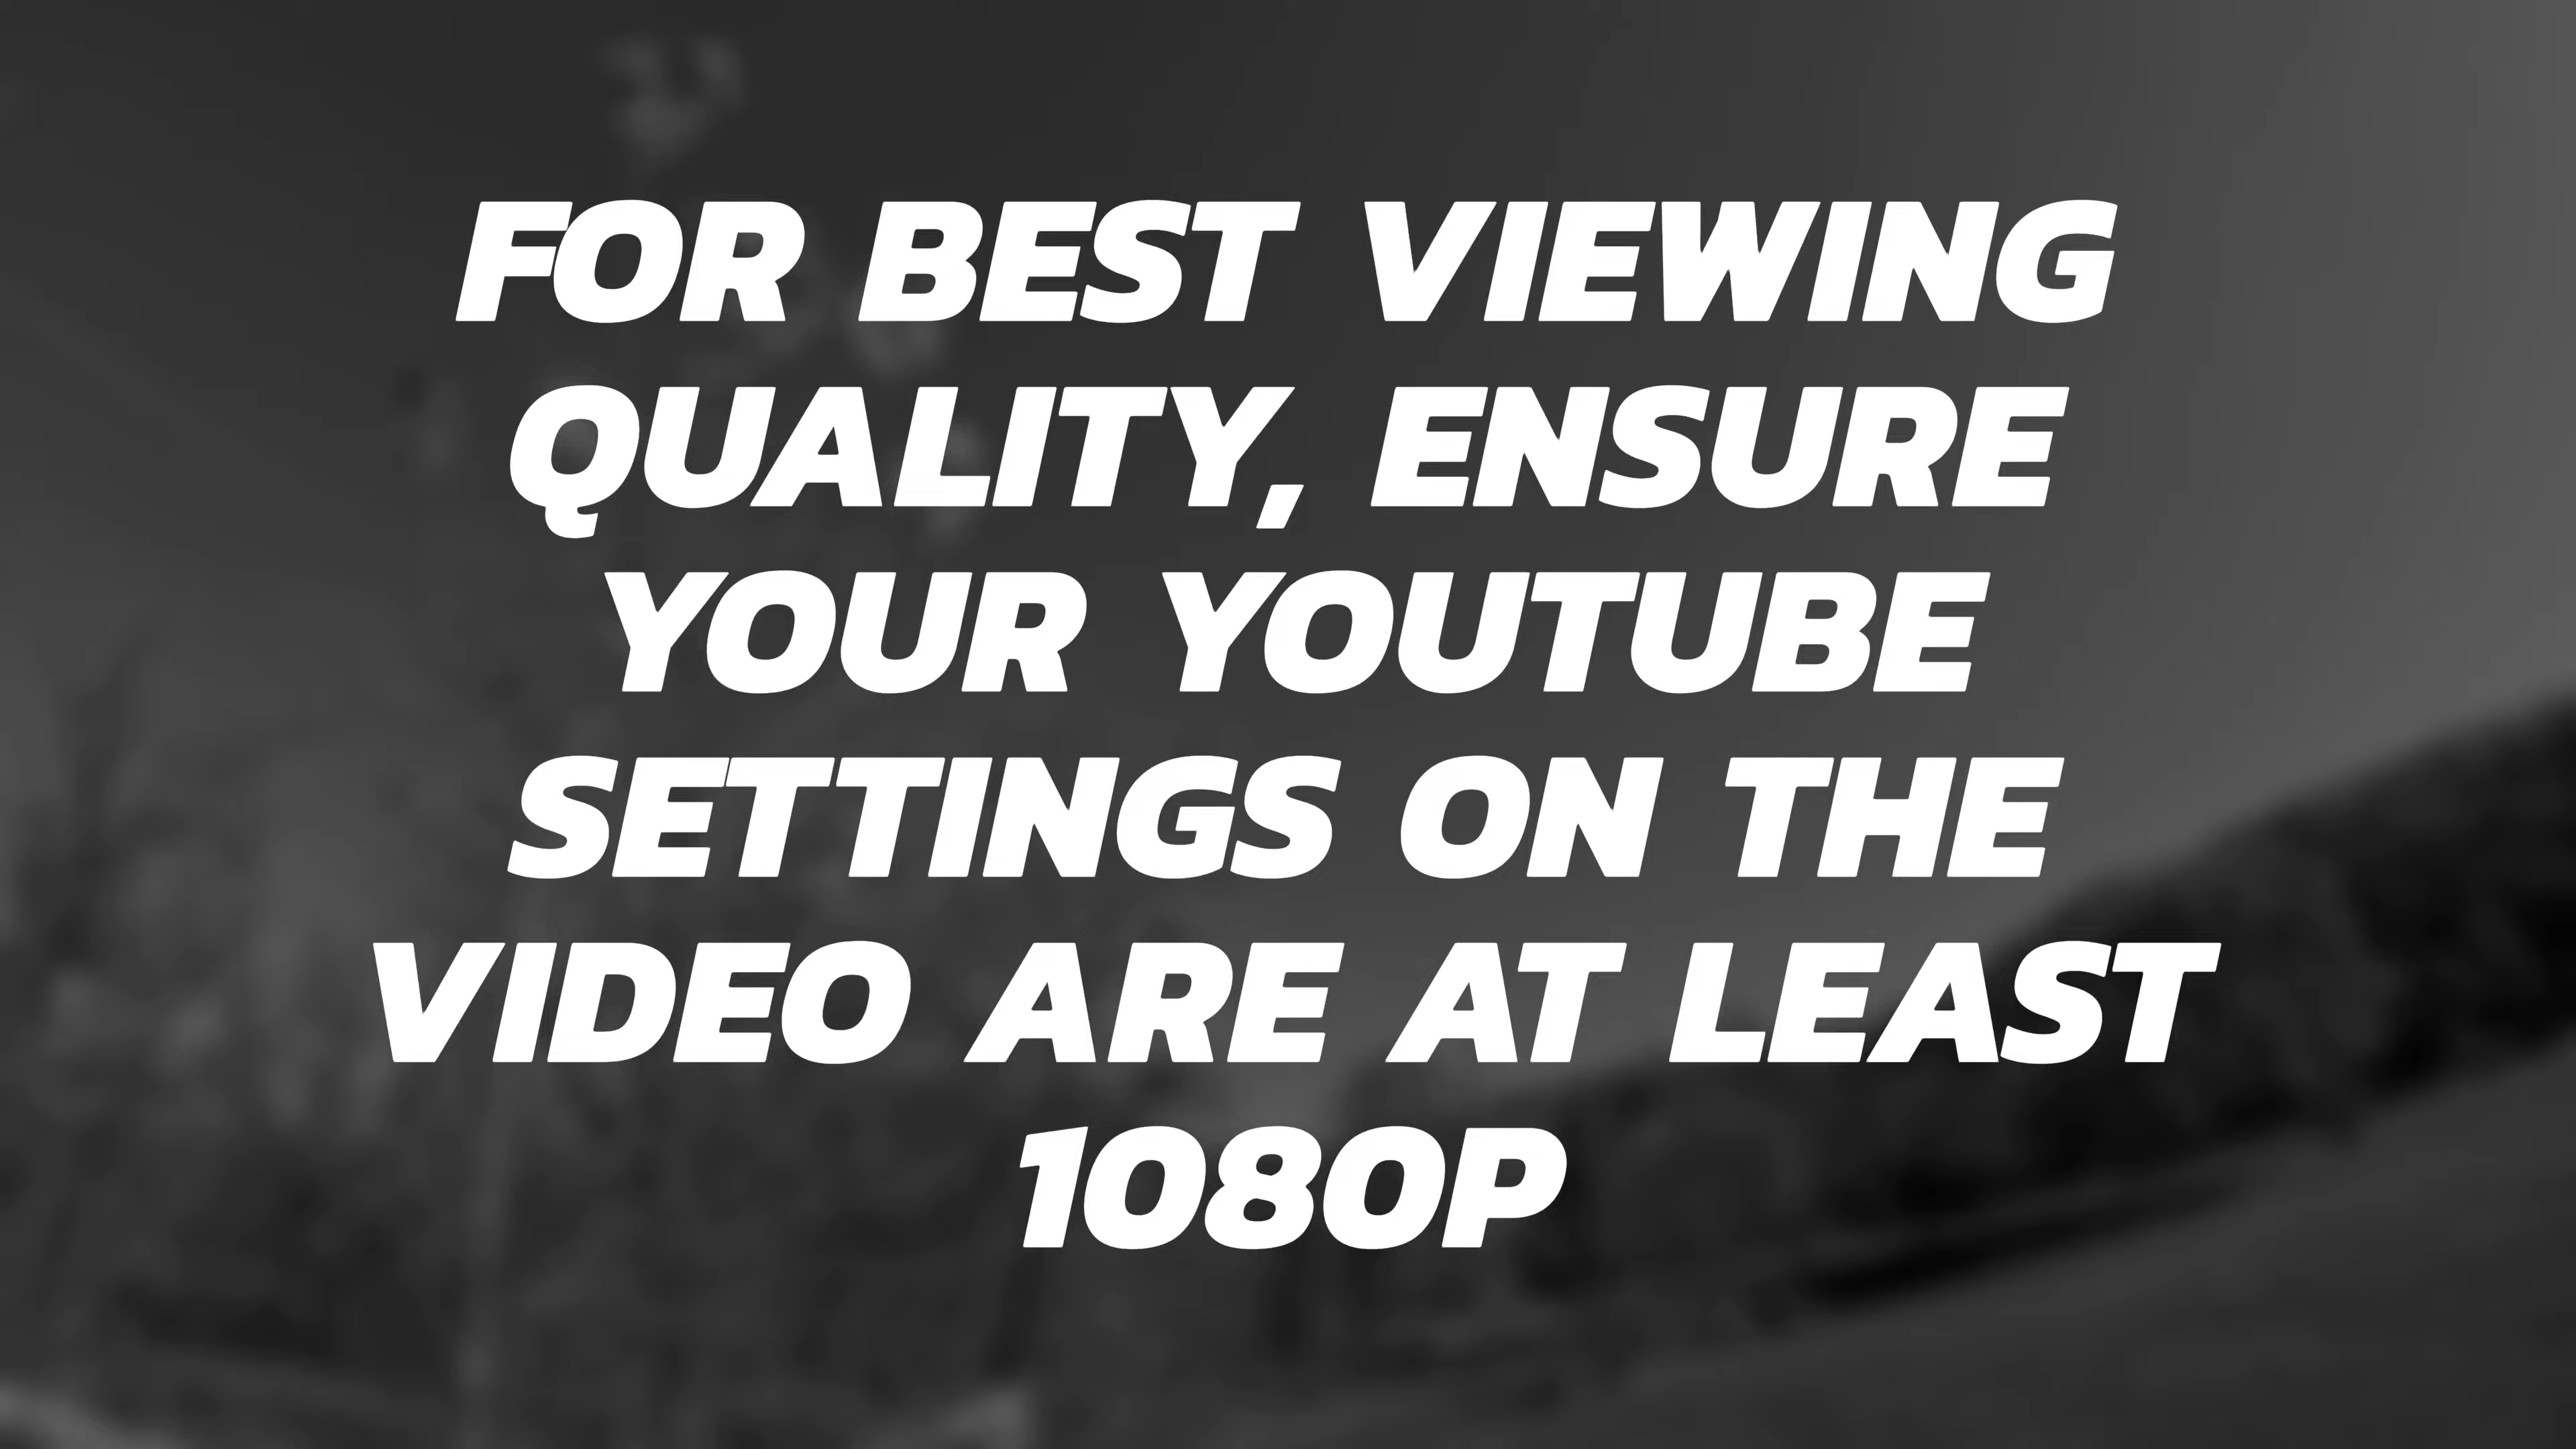 FOR BEST VIEWING
QUALITY, ENSURE
YOUR YOUTUBE
SETTINGS ON THE
VIDEO ARE AT LEAST
1080P